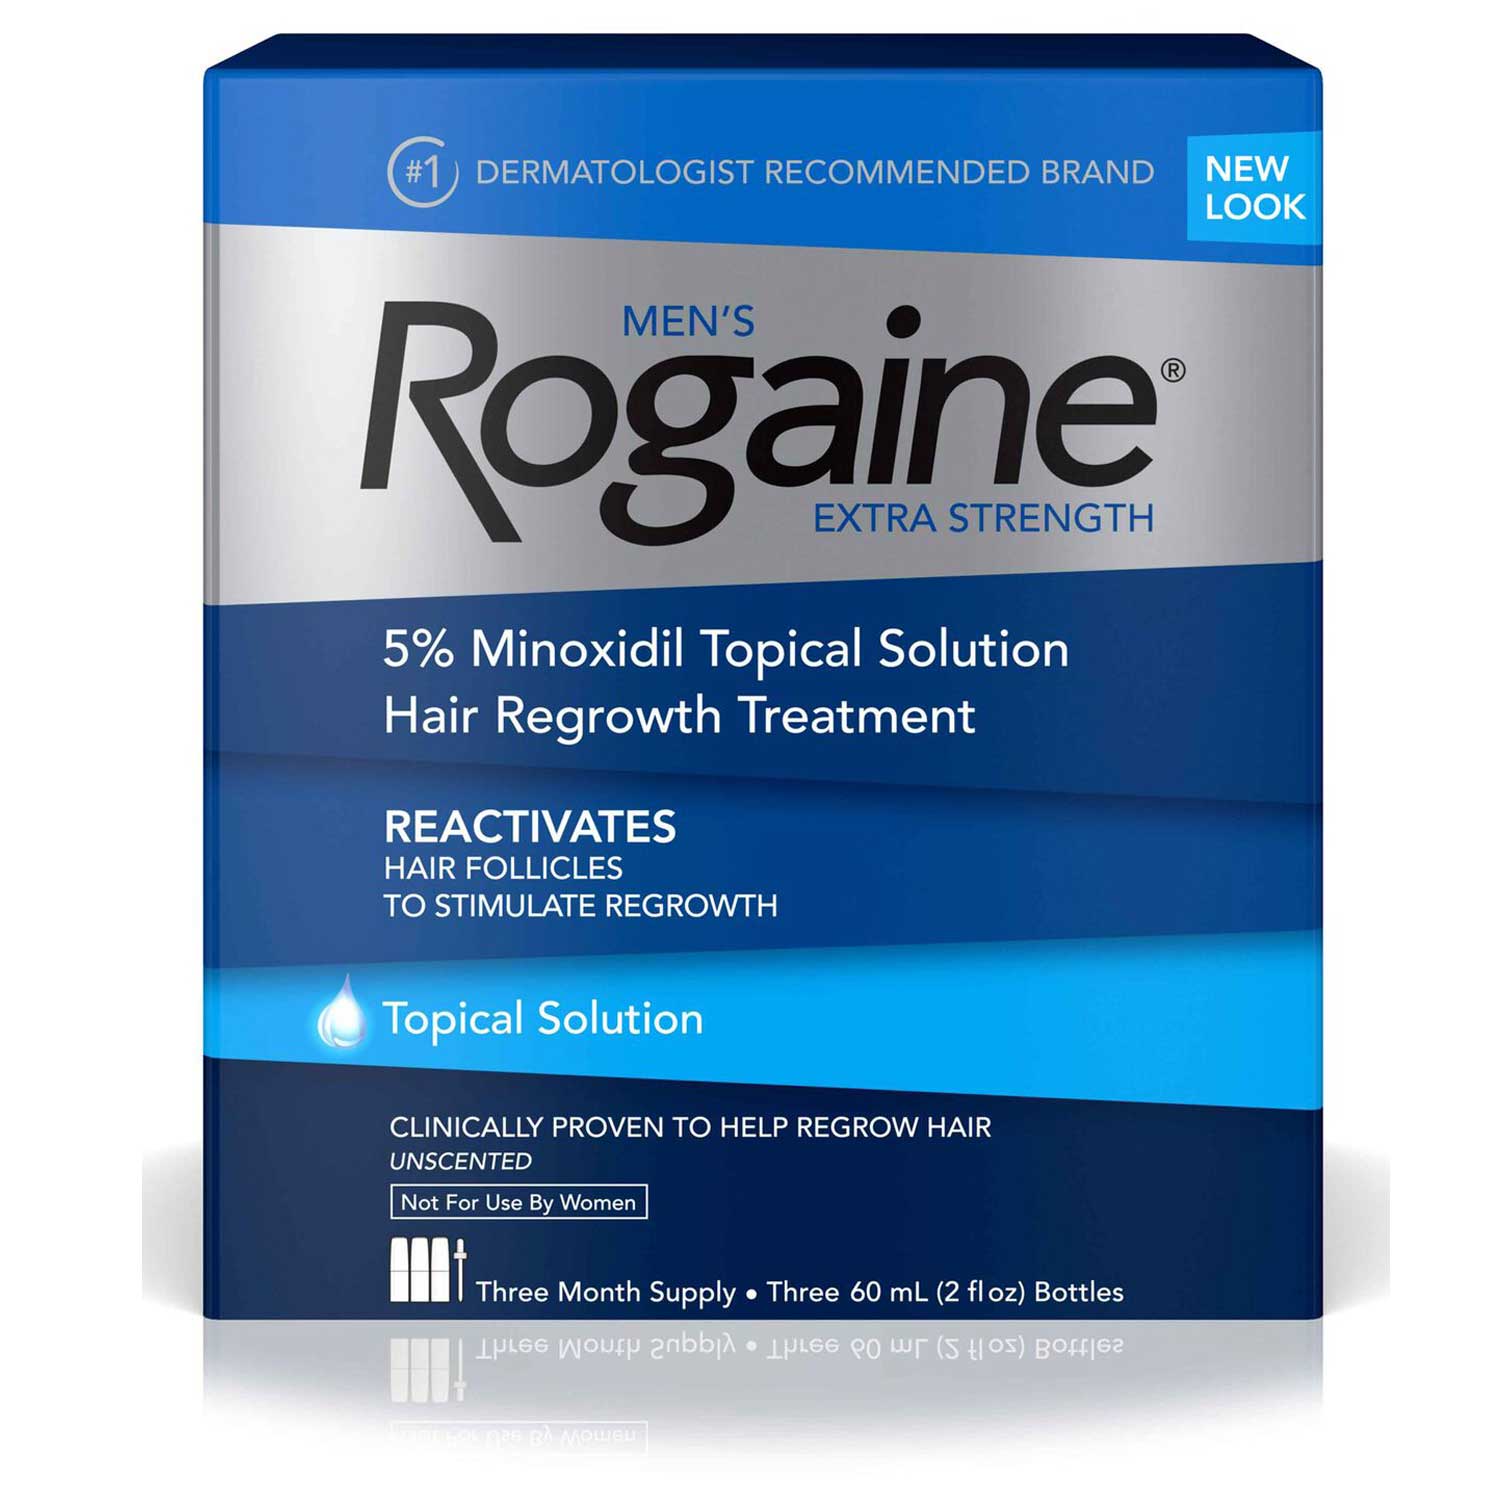 #1 DERMATOLOGIST RECOMMENDED BRAND
NEW
LOOK
MEN'S
Rogaine®
EXTRA STRENGTH
5% Minoxidil Topical Solution
Hair Regrowth Treatment
REACTIVATES
HAIR FOLLICLES
TO STIMULATE REGROWTH
Topical Solution
CLINICALLY PROVEN TO HELP REGROW HAIR
UNSCENTED
Not For Use By Women
Three Month Supply • Three 60 mL (2 fl oz) Bottles